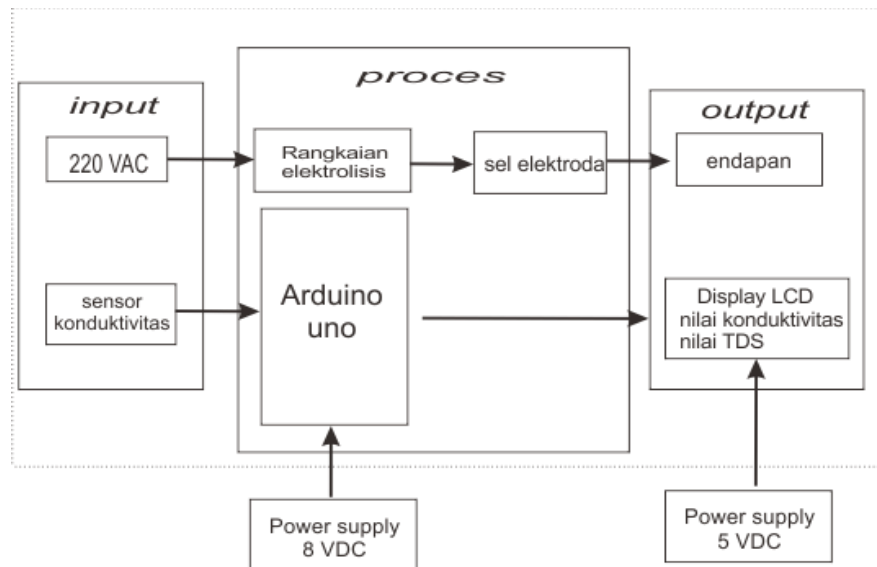 input
220 VAC
sensor
konduktivitas
proces
Rangkaian
elektrolisis
sel elektroda
Arduino
uno
output
endapan
Display LCD
nilai konduktivitas
nilai TDS
Power supply
8 VDC
Power supply
5 VDC